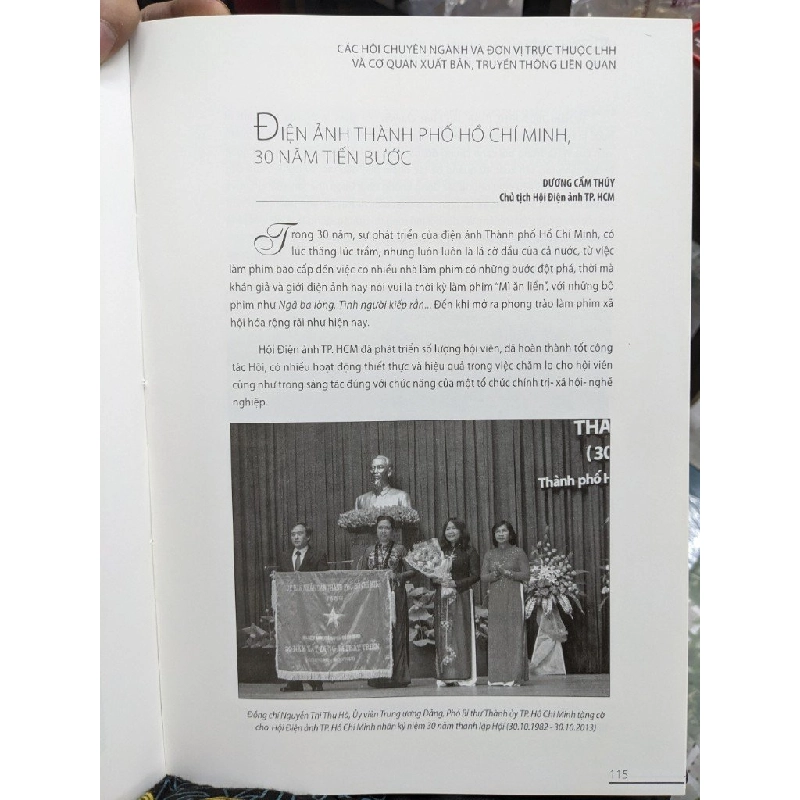 CÁC HỘI CHUYÊN NGÀNH VÀ ĐƠN VỊ TRỰC THUỘC LHH
VÀ CƠ QUAN XUẤT BẢN, TRUYỀN THÔNG LIÊN QUAN
ĐIỆN ẢNH THÀNH PHỐ HỒ CHÍ MINH,
30 NĂM TIẾN BƯỚC
DƯƠNG CẨM THÚY
Chủ tịch Hội Điện ảnh TP. HCM
Trong 30 năm, sự phát triển của điện ảnh Thành phố Hồ Chí Minh, có
lúc thăng lúc trầm, nhưng luôn luôn là lá cờ đầu của cả nước, từ việc
làm phim bao cấp đến việc có nhiều nhà làm phim có những bước đột phá, thời mà
khán giả và giới điện ảnh hay nói vui là thời kỳ làm phim "Mì ăn liền", với những bộ
phim như Ngã ba lòng, Tình người kiếp rắn... Đến khi mở ra phong trào làm phim xã
hội hóa rộng rãi như hiện nay.
Hội Điện ảnh TP. HCM đã phát triển số lượng hội viên, đã hoàn thành tốt công
tác Hội, có nhiều hoạt động thiết thực và hiệu quả trong việc chăm lo cho hội viên
cũng như trong sáng tác đúng với chức năng của một tổ chức chính trị- xã hội- nghề
nghiệp.
THÀ
(30
Thành phố H
Đồng chí Nguyễn Thị Thu Hà, Ủy viên Trung ương Đảng, Phó Bí thư Thành ủy TP. Hồ Chí Minh tặng cờ
cho Hội Điện ảnh TP. Hồ Chí Minh nhân kỷ niệm 30 năm thành lập Hội (30.10.1982 - 30.10.2013)
115